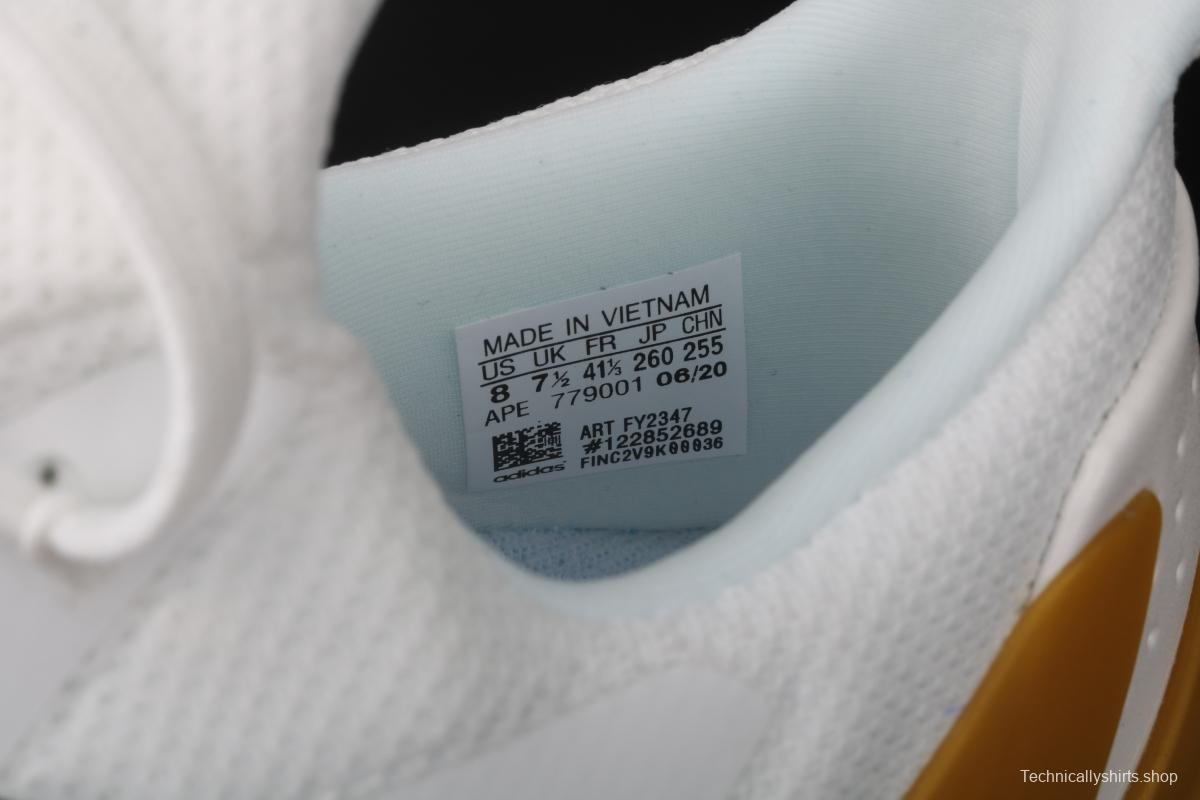 MADE IN VIETNAM
US UK FR JP CHN
8 7½ 41⅓ 260 255
APE 779001 06/20
ART FY2347
#122852689
FINC2V9K00036
adidas
Technicallyshirts.shop